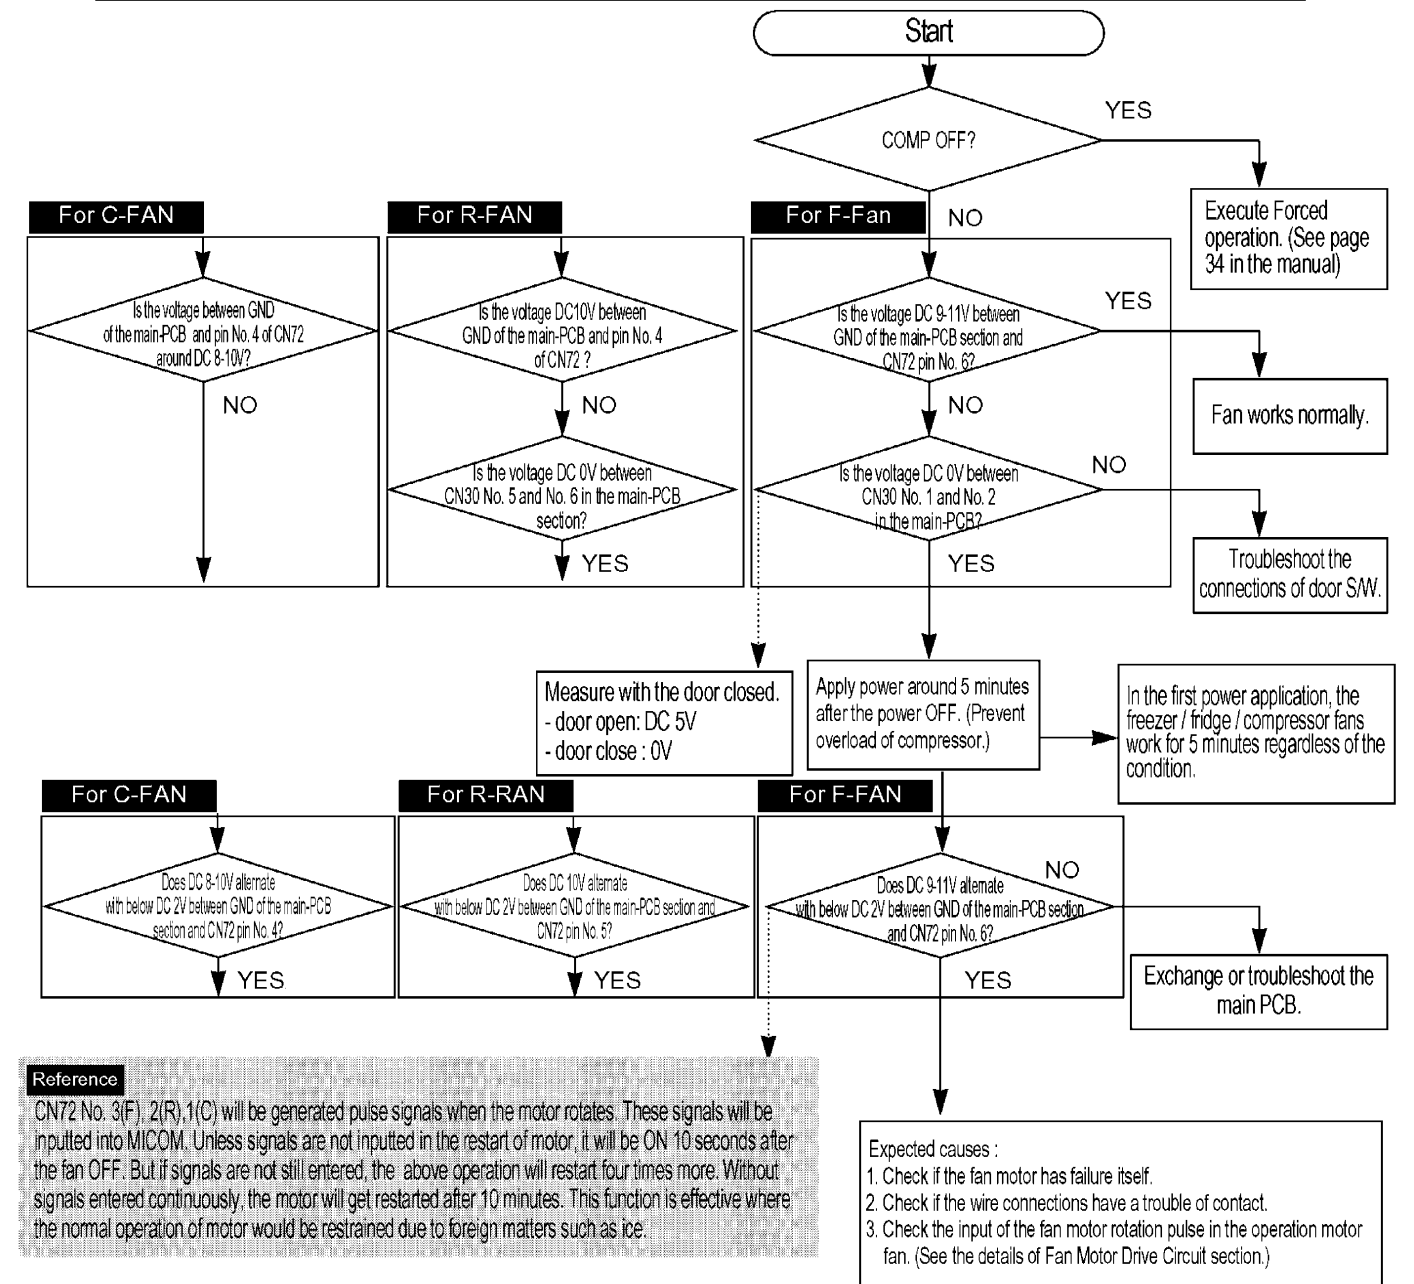 Start
COMP OFF?
YES
Execute Forced
operation. (See page
34 in the manual)
NO
For C-FAN
Is the voltage between GND
of the main-PCB and pin No. 4 of CN72
around DC 8-10V?
NO
For R-FAN
Is the voltage DC10V between
GND of the main-PCB and pin No. 4
of CN72 ?
NO
Is the voltage DC 0V between
CN30 No. 5 and No. 6 in the main-PCB
section?
YES
For F-Fan
Is the voltage DC 9-11V between
GND of the main-PCB section and
CN72 pin No. 6?
YES
Fan works normally.
NO
Is the voltage DC 0V between
CN30 No. 1 and No. 2
in the main-PCB?
NO
Troubleshoot the
connections of door S/W.
YES
Measure with the door closed.
- door open: DC 5V
- door close : 0V
Apply power around 5 minutes
after the power OFF. (Prevent
overload of compressor.)
In the first power application, the
freezer / fridge / compressor fans
work for 5 minutes regardless of the
condition.
For C-FAN
Does DC 8-10V alternate
with below DC 2V between GND of the main-PCB
section and CN72 pin No. 4?
YES
For R-RAN
Does DC 10V alternate
with below DC 2V between GND of the main-PCB section and
CN72 pin No. 5?
YES
For F-FAN
Does DC 9-11V alternate
with below DC 2V between GND of the main-PCB section
and CN72 pin No. 6?
NO
Exchange or troubleshoot the
main PCB.
YES
Reference
CN72 No. 3(F), 2(R),1(C) will be generated pulse signals when the motor rotates. These signals will be
inputted into MICOM. Unless signals are not inputted in the restart of motor, it will be ON 10 seconds after
the fan OFF. But if signals are not still entered, the above operation will restart four times more. Without
signals entered continuously, the motor will get restarted after 10 minutes. This function is effective where
the normal operation of motor would be restrained due to foreign matters such as ice.
Expected causes :
1. Check if the fan motor has failure itself.
2. Check if the wire connections have a trouble of contact.
3. Check the input of the fan motor rotation pulse in the operation motor
fan. (See the details of Fan Motor Drive Circuit section.)